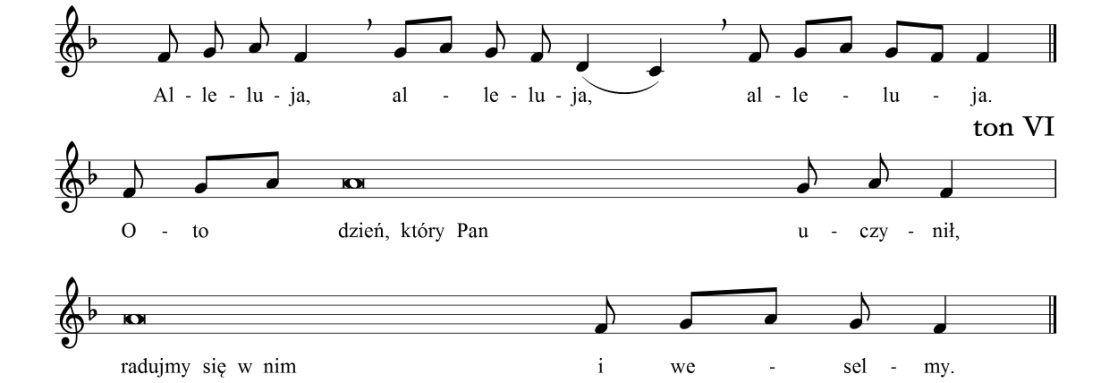 Al - le - lu - ja, al - le - lu - ja, al - le - lu - ja.
ton VI
O - to dzień, który Pan u - czy - nił,
radujmy się w nim i we - sel - my.